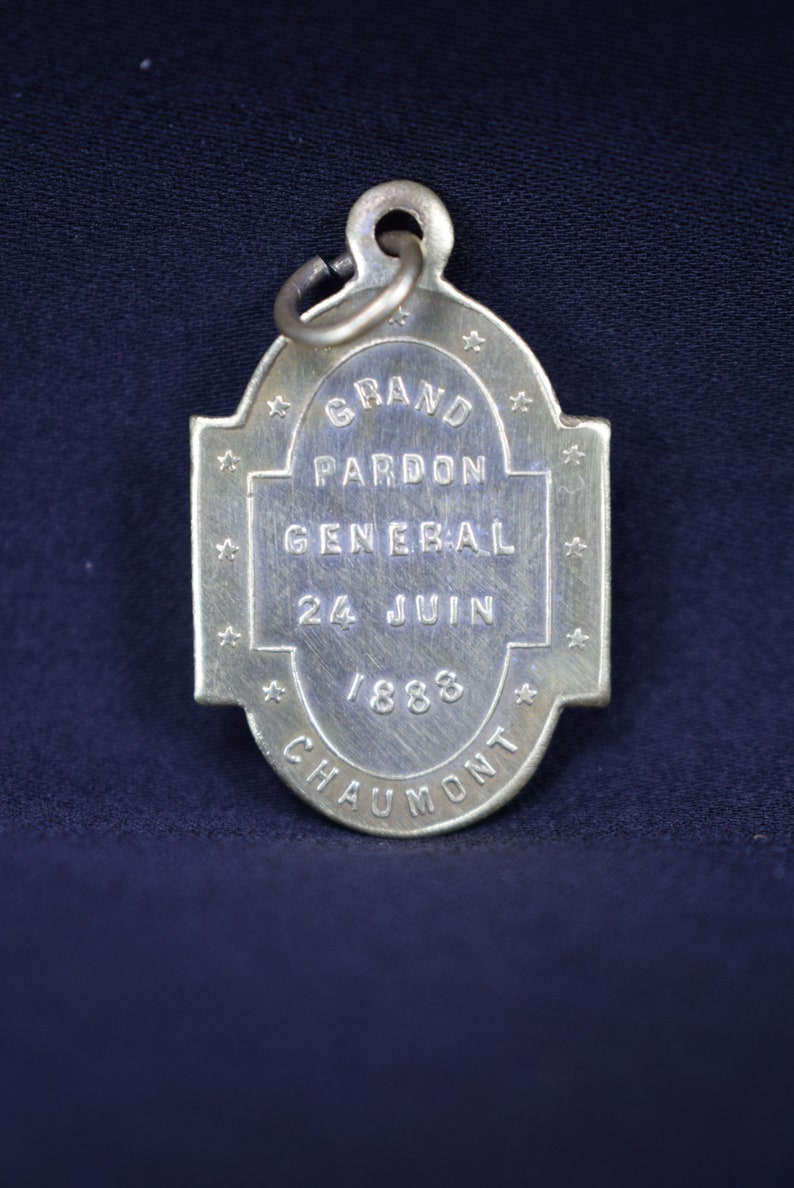 GRAND
PARDON
GENERAL
24 JUIN
1888
CHAUMONT